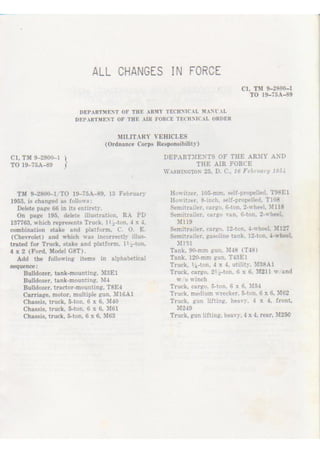 ALL CHANGES IN FORCE
C1, TM 9-2800-1
TO 19-75A-89
DEPARTMENT OF THE ARMY TECHNICAL MANUAL
DEPARTMENT OF THE AIR FORCE TECHNICAL ORDER
MILITARY VEHICLES
(Ordnance Corps Responsibility)
C1, TM 9-2800-1 }
TO 19-75A-89 }
DEPARTMENTS OF THE ARMY AND
THE AIR FORCE
WASHINGTON 25, D. C., 16 February 1954
TM 9-2800-1/TO 19-75A-89, 13 February
1953, is changed as follows:
Delete page 66 in its entirety.
On page 195, delete illustration, RA PD
137763, which represents Truck, 1½-ton, 4 x 4,
combination stake and platform, C. O. E.
(Chevrolet) and which was incorrectly illus-
trated for Truck, stake and platform, 1½-ton,
4 x 2 (Ford, Model G8T).
Add the following items in alphabetical
sequence:
Bulldozer, tank-mounting, M3E1
Bulldozer, tank-mounting, M4
Bulldozer, tractor-mounting, T8E4
Carriage, motor, multiple gun, M16A1
Chassis, truck, 5-ton, 6 x 6, M40
Chassis, truck, 5-ton, 6 x 6, M61
Chassis, truck, 5-ton, 6 x 6, M63
Howitzer, 105-mm, self-propelled, T98E1
Howitzer, 8-inch, self-propelled, T108
Semitrailer, cargo, 6-ton, 2-wheel, M118
Semitrailer, cargo van, 6-ton, 2-wheel,
M119
Semitrailer, cargo, 12-ton, 4-wheel, M127
Semitrailer, gasoline tank, 12-ton, 4-wheel,
M131
Tank, 90-mm gun, M48 (T48)
Tank, 120-mm gun, T43E1
Truck, ¼-ton, 4 x 4, utility, M38A1
Truck, cargo, 2½-ton, 6 x 6, M211 w/and
w/o winch
Truck, cargo, 5-ton, 6 x 6, M54
Truck, medium wrecker, 5-ton, 6 x 6, M62
Truck, gun lifting, heavy, 4 x 4, front,
M249
Truck, gun lifting, heavy, 4 x 4, rear, M250